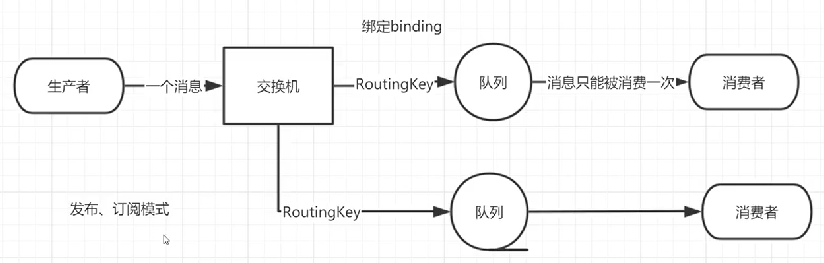 绑定binding
生产者
一个消息
交换机
RoutingKey
队列
消息只能被消费一次
消费者
发布、订阅模式
RoutingKey
队列
消费者